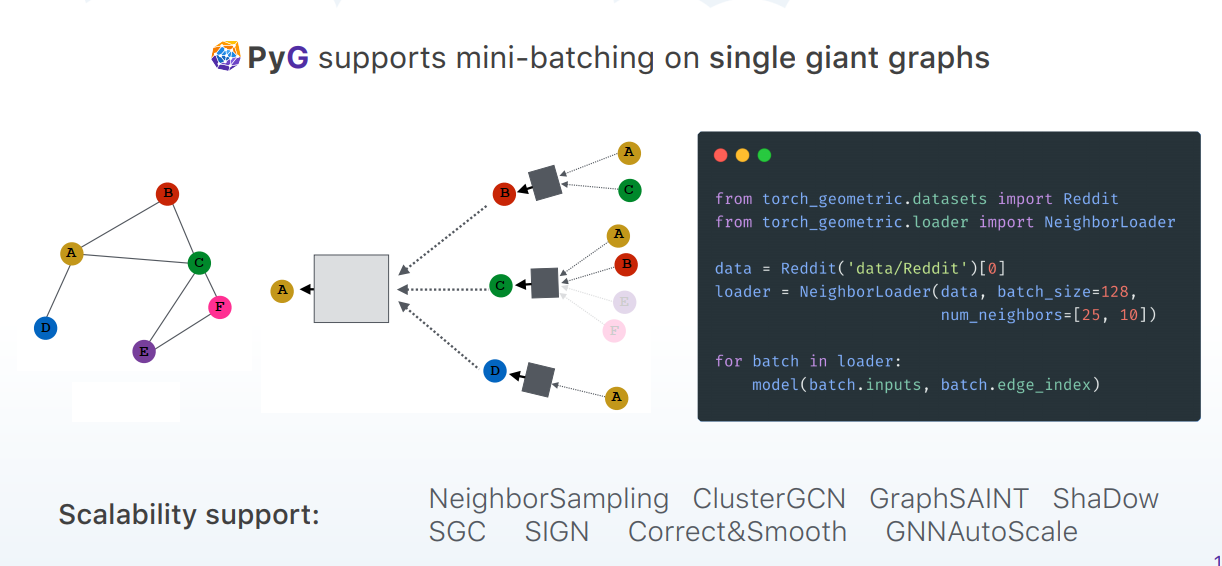 PyG supports mini-batching on single giant graphs
B
A
C
F
D
E
A
B
A
C
C
A
B
E
F
D
A
from torch_geometric.datasets import Reddit
from torch_geometric.loader import NeighborLoader
data = Reddit('data/Reddit')[0]
loader = NeighborLoader(data, batch_size=128,
num_neighbors=[25, 10])
for batch in loader:
model(batch.inputs, batch.edge_index)
Scalability support:
NeighborSampling ClusterGCN GraphSAINT ShaDow
SGC SIGN Correct&Smooth GNNAutoScale